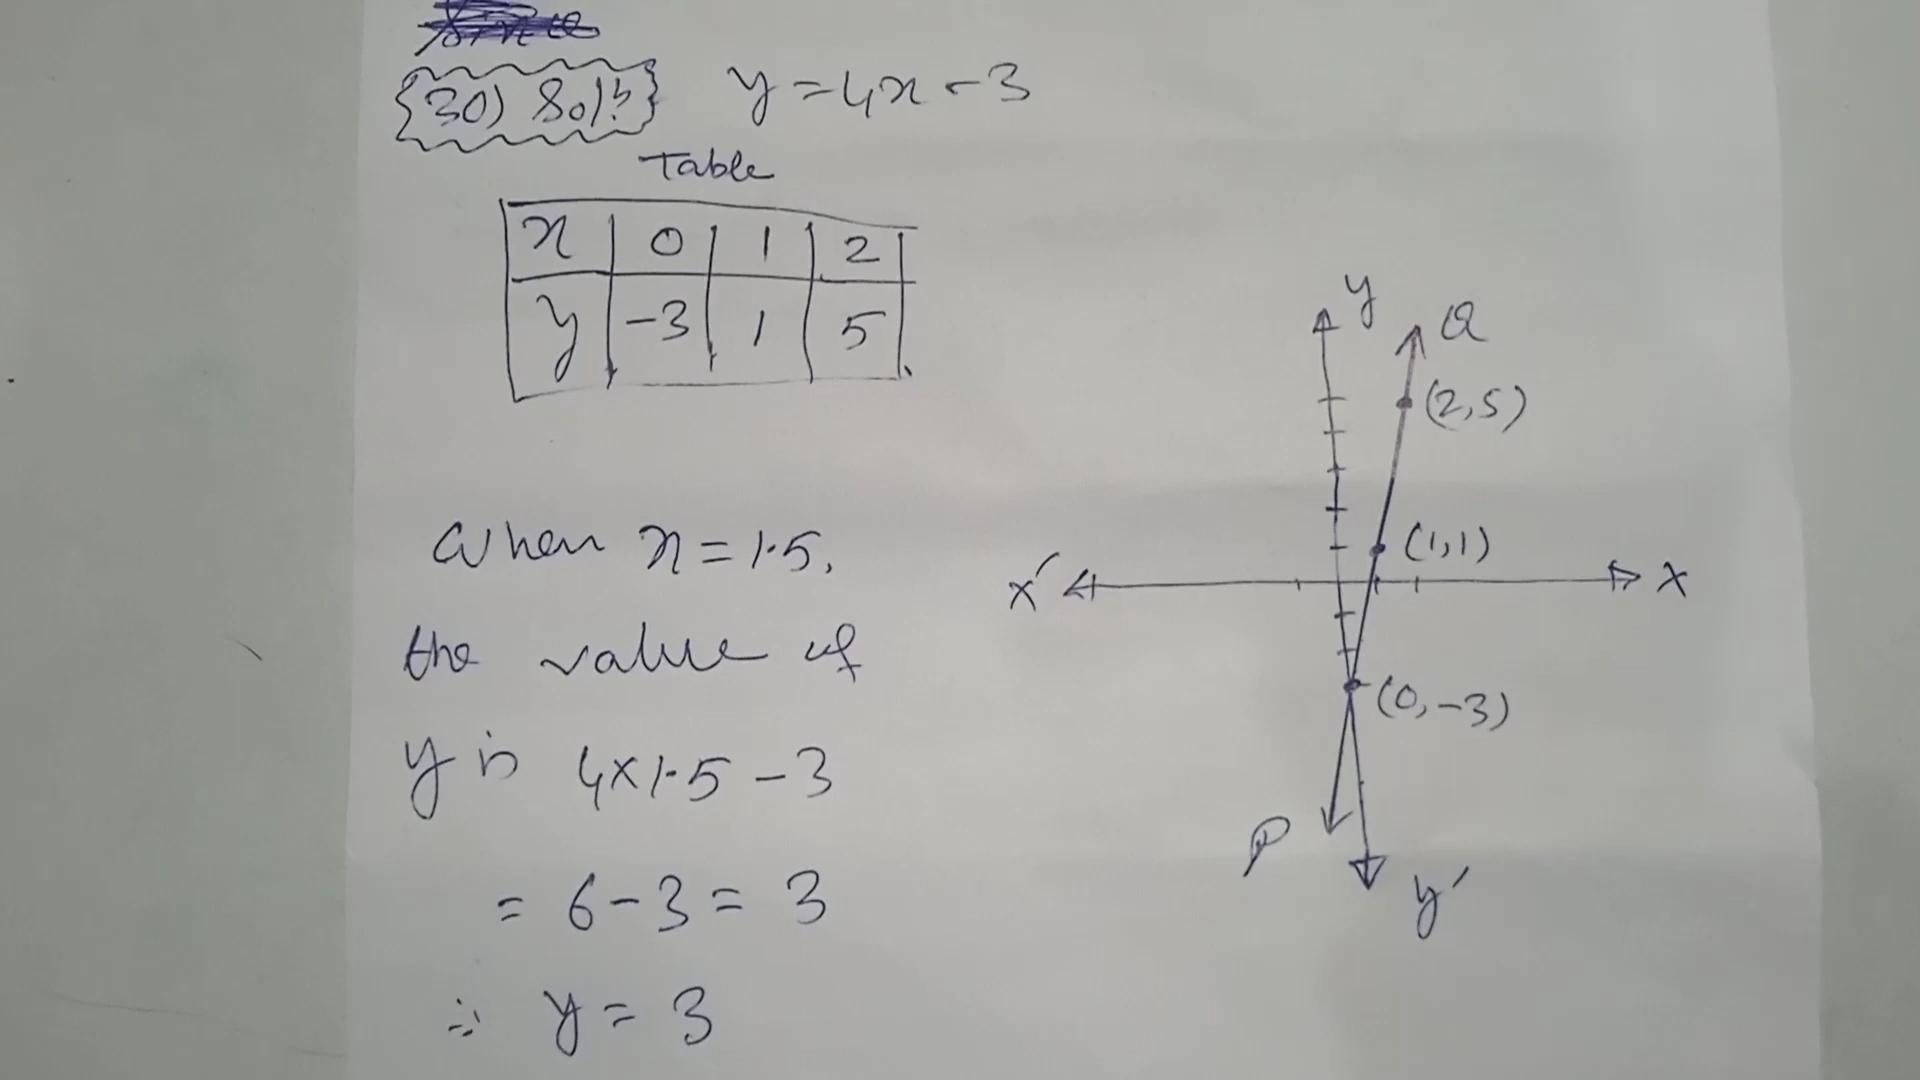 {30) Sol!} y = 4x - 3
Table
x | 0 | 1 | 2
y | -3 | 1 | 5
When x = 1.5,
the value of
y is 4×1.5 - 3
= 6 - 3 = 3
∴ y = 3
y
Q
(2,5)
(1,1)
x' x
(0,-3)
P
y'